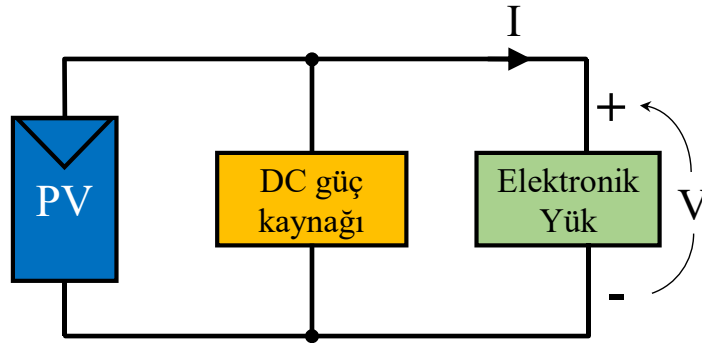 I
+
PV
DC güç
kaynağı
Elektronik
Yük
V
-